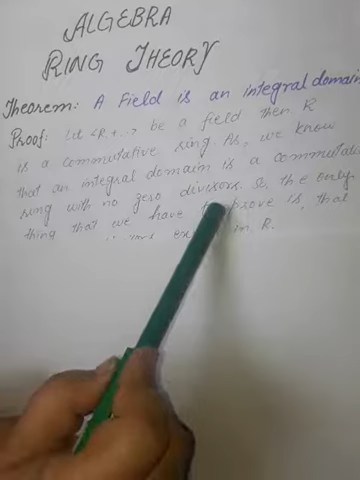 ALGEBRA
RING THEORY
Theorem: A Field is an integral domain
Proof: Let <R + .> be a field then R
is a commutative ring. As, we know
that an integral domain is a commutati
ring with no zero divisors. So, the only
thing that we have to prove is, that
in R.